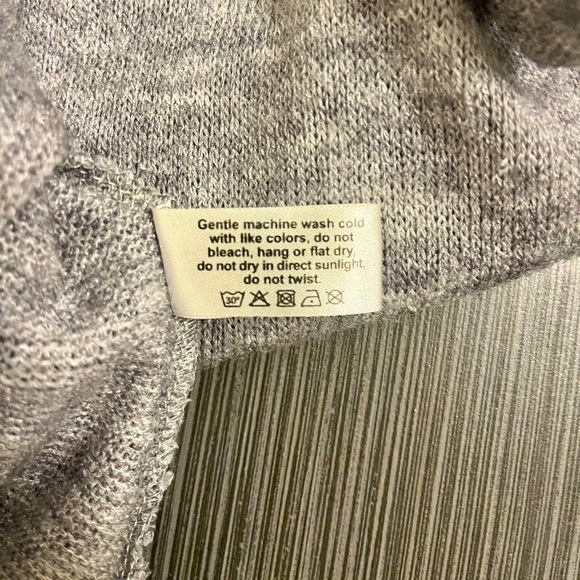 Gentle machine wash cold
with like colors, do not
bleach, hang or flat dry,
do not dry in direct sunlight,
do not twist.
30°